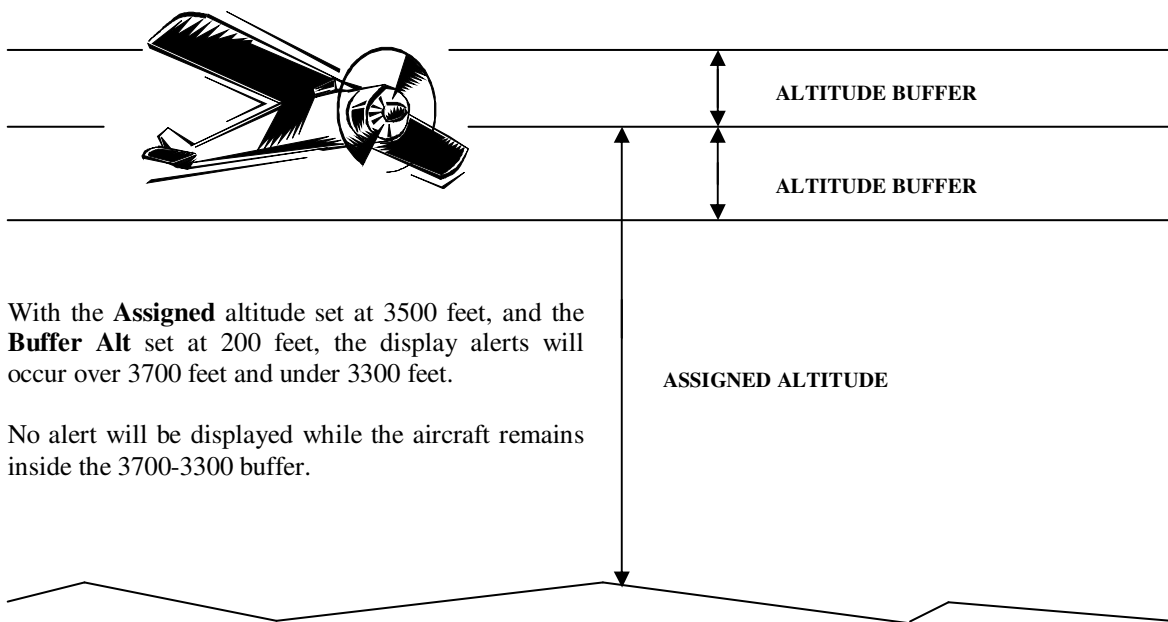 ALTITUDE BUFFER
ALTITUDE BUFFER
With the Assigned altitude set at 3500 feet, and the
Buffer Alt set at 200 feet, the display alerts will
occur over 3700 feet and under 3300 feet.
ASSIGNED ALTITUDE
No alert will be displayed while the aircraft remains
inside the 3700-3300 buffer.